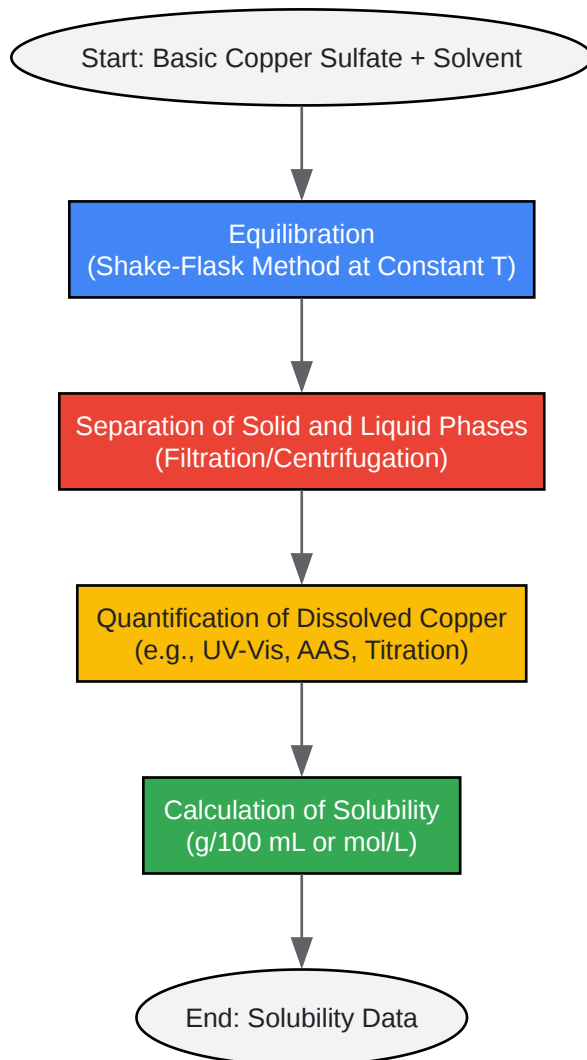 Start: Basic Copper Sulfate + Solvent
Equilibration
(Shake-Flask Method at Constant T)
Separation of Solid and Liquid Phases
(Filtration/Centrifugation)
Quantification of Dissolved Copper
(e.g., UV-Vis, AAS, Titration)
Calculation of Solubility
(g/100 mL or mol/L)
End: Solubility Data